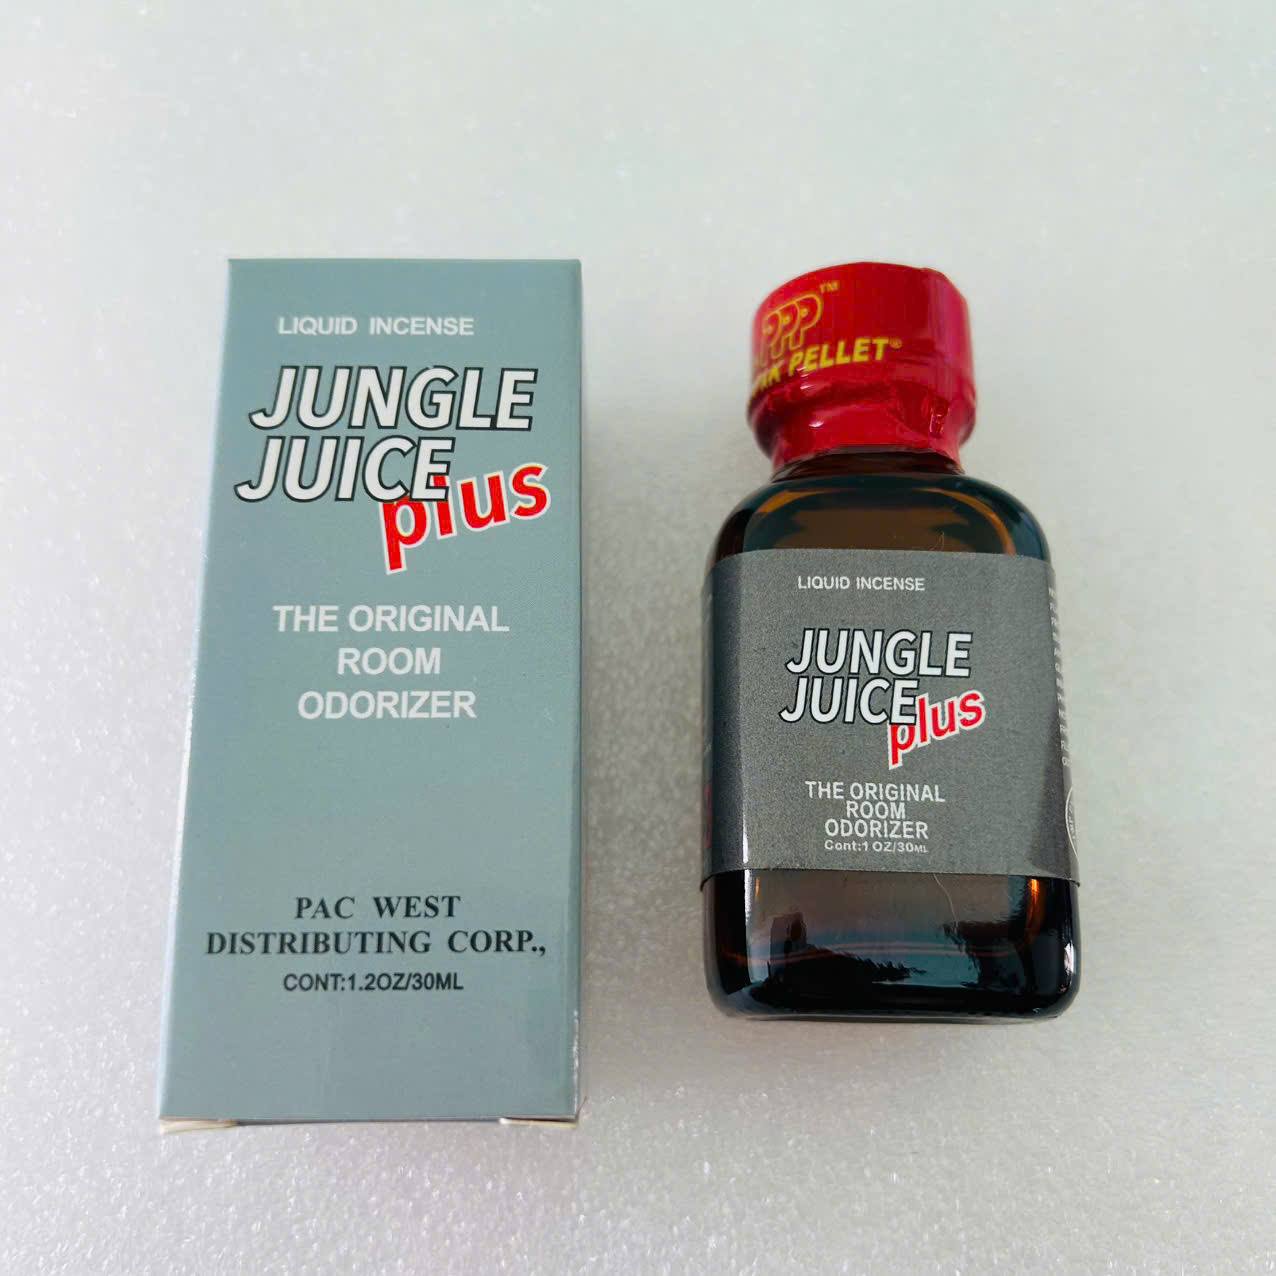 LIQUID INCENSE
JUNGLE
JUICE
plus
THE ORIGINAL
ROOM
ODORIZER
PAC WEST
DISTRIBUTING CORP.,
CONT:1.2OZ/30ML
PPP™
PELLET®
LIQUID INCENSE
JUNGLE
JUICE
plus
THE ORIGINAL
ROOM
ODORIZER
Cont:1 OZ/30ML